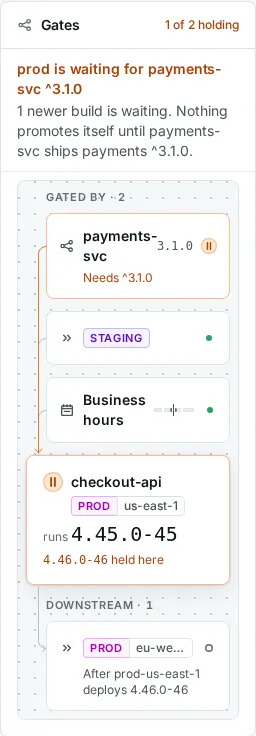 Gates
1 of 2 holding
prod is waiting for payments-
svc ^3.1.0
1 newer build is waiting. Nothing
promotes itself until payments-
svc ships payments ^3.1.0.
GATED BY · 2
payments-
svc
3.1.0
Needs ^3.1.0
STAGING
Business
hours
checkout-api
PROD us-east-1
runs 4.45.0-45
4.46.0-46 held here
DOWNSTREAM · 1
PROD eu-we...
After prod-us-east-1
deploys 4.46.0-46